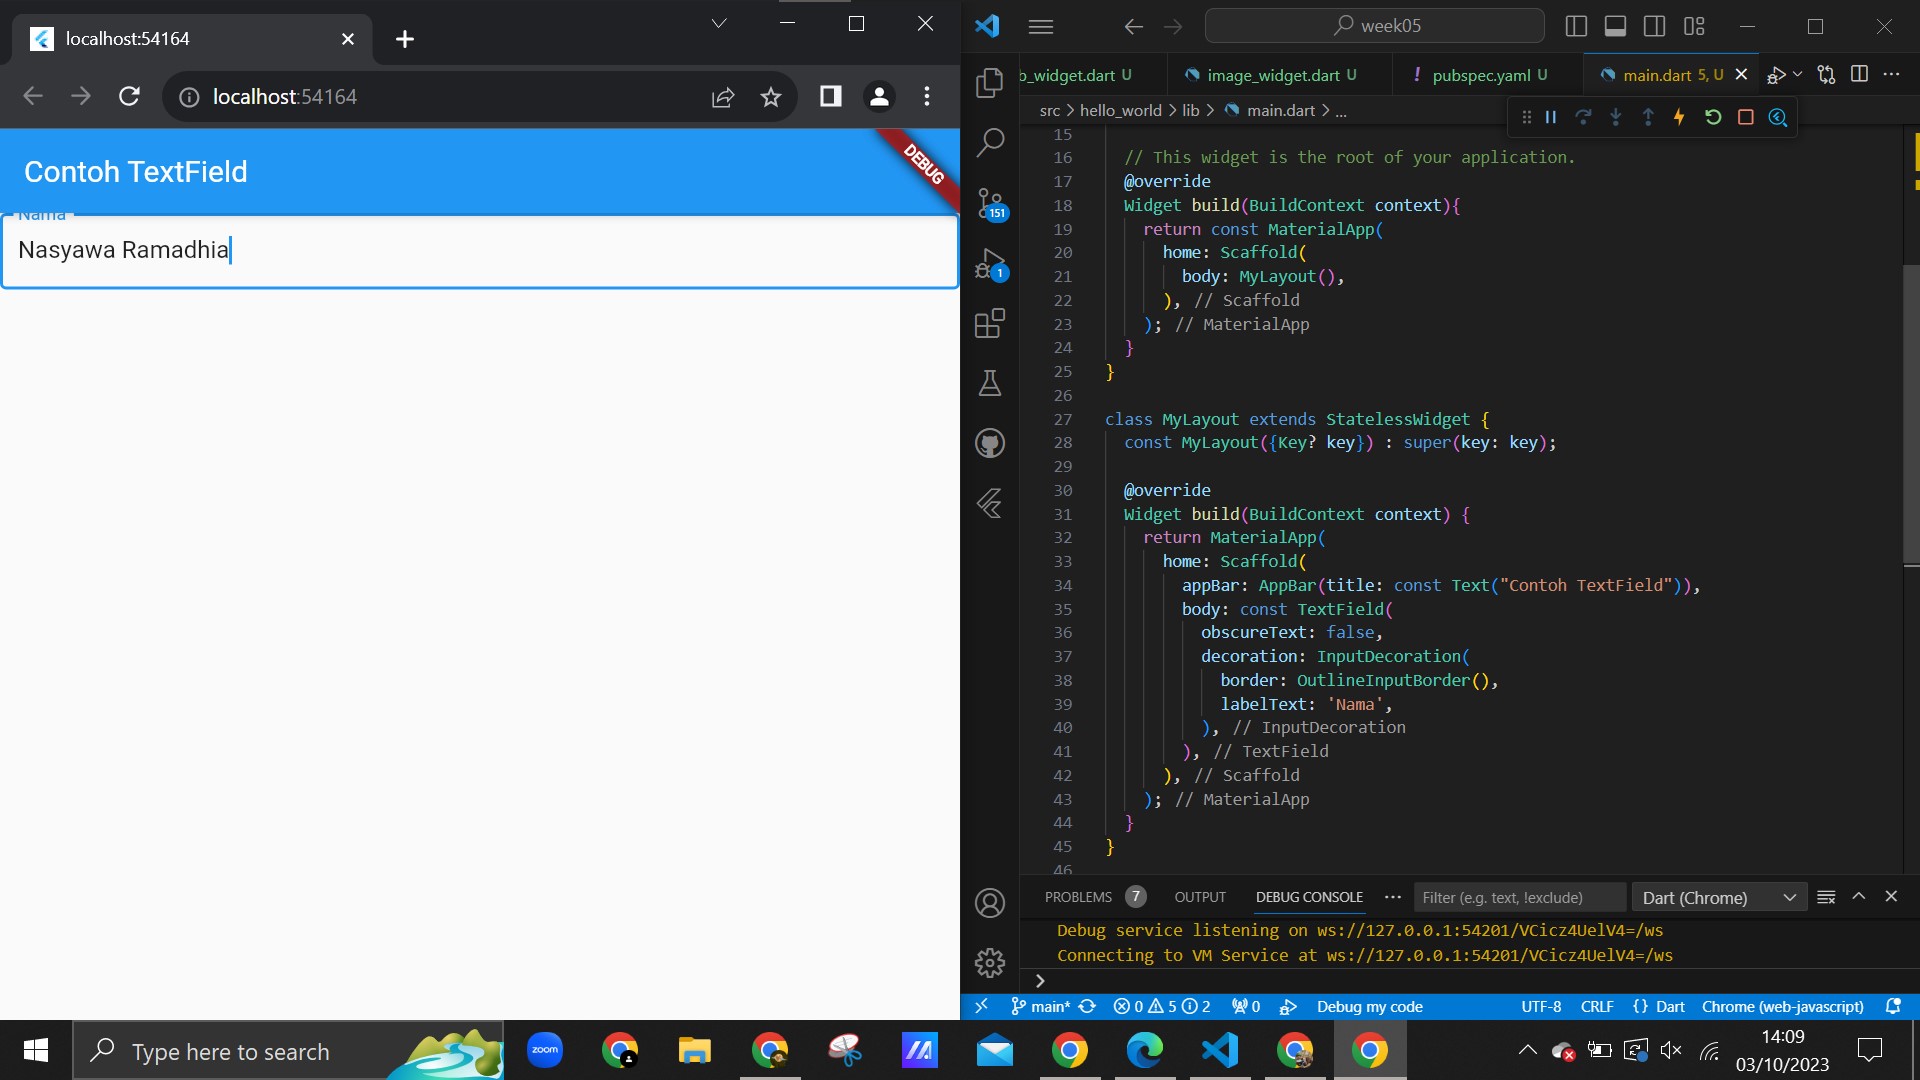 localhost:54164
localhost:54164
Contoh TextField
DEBUG
Nama
Nasyawa Ramadhia
week05
b_widget.dart U
image_widget.dart U
! pubspec.yaml U
main.dart 5, U
src > hello_world > lib > main.dart > ...
151
1
15
16 // This widget is the root of your application.
17 @override
18 Widget build(BuildContext context){
19 return const MaterialApp(
20 home: Scaffold(
21 body: MyLayout(),
22 ), // Scaffold
23 ); // MaterialApp
24 }
25 }
26
27 class MyLayout extends StatelessWidget {
28 const MyLayout({Key? key}) : super(key: key);
29
30 @override
31 Widget build(BuildContext context) {
32 return MaterialApp(
33 home: Scaffold(
34 appBar: AppBar(title: const Text("Contoh TextField")),
35 body: const TextField(
36 obscureText: false,
37 decoration: InputDecoration(
38 border: OutlineInputBorder(),
39 labelText: 'Nama',
40 ), // InputDecoration
41 ), // TextField
42 ), // Scaffold
43 ); // MaterialApp
44 }
45 }
46
PROBLEMS 7 OUTPUT DEBUG CONSOLE ... Filter (e.g. text, !exclude) Dart (Chrome)
Debug service listening on ws://127.0.0.1:54201/VCicz4UelV4=/ws
Connecting to VM Service at ws://127.0.0.1:54201/VCicz4UelV4=/ws
>
main* 0 5 2 0 Debug my code UTF-8 CRLF {} Dart Chrome (web-javascript)
Type here to search
zoom
14:09
03/10/2023